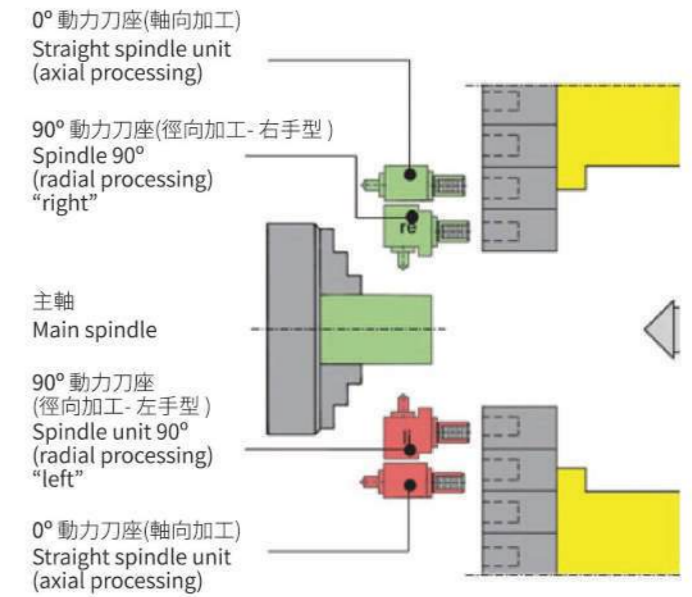 0º 動力刀座(軸向加工)
Straight spindle unit
(axial processing)
90º 動力刀座(徑向加工- 右手型 )
Spindle 90º
(radial processing)
“right”
re
主軸
Main spindle
90º 動力刀座
(徑向加工- 左手型 )
Spindle unit 90º
(radial processing)
“left”
li
0º 動力刀座(軸向加工)
Straight spindle unit
(axial processing)